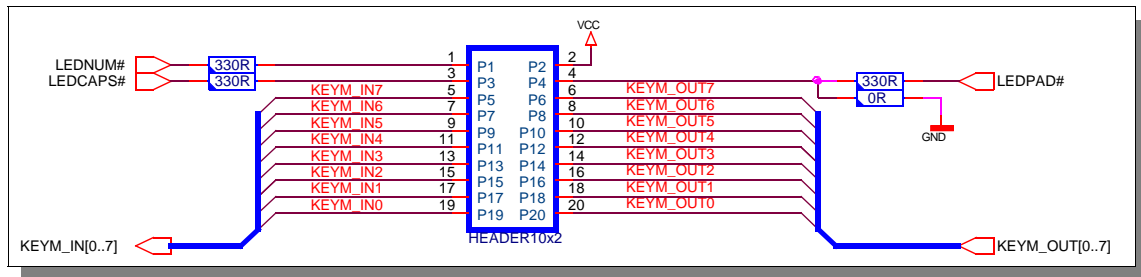 VCC
LEDNUM# 330R 1 P1 P2 2
LEDCAPS# 330R 3 P3 P4 4 330R LEDPAD#
KEYM_IN7 5 P5 P6 6 KEYM_OUT7 0R
KEYM_IN6 7 P7 P8 8 KEYM_OUT6
KEYM_IN5 9 P9 P10 10 KEYM_OUT5 GND
KEYM_IN4 11 P11 P12 12 KEYM_OUT4
KEYM_IN3 13 P13 P14 14 KEYM_OUT3
KEYM_IN2 15 P15 P16 16 KEYM_OUT2
KEYM_IN1 17 P17 P18 18 KEYM_OUT1
KEYM_IN0 19 P19 P20 20 KEYM_OUT0
HEADER10x2
KEYM_IN[0..7] KEYM_OUT[0..7]